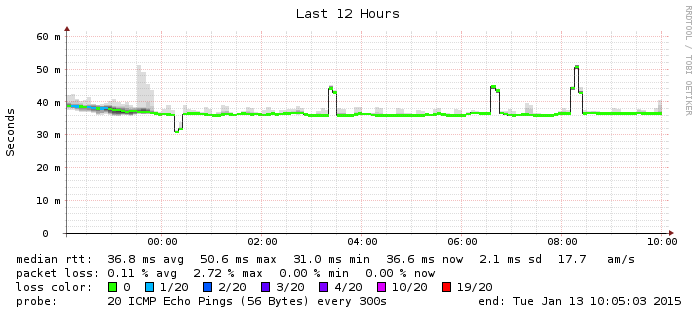 Last 12 Hours
RRDTOOL / TOBI OETIKER
Seconds
60 m
50 m
40 m
30 m
20 m
10 m
0
00:00 02:00 04:00 06:00 08:00 10:00
median rtt: 36.8 ms avg 50.6 ms max 31.0 ms min 36.6 ms now 2.1 ms sd 17.7 am/s
packet loss: 0.11 % avg 2.72 % max 0.00 % min 0.00 % now
loss color: 0 1/20 2/20 3/20 4/20 10/20 19/20
probe: 20 ICMP Echo Pings (56 Bytes) every 300s end: Tue Jan 13 10:05:03 2015